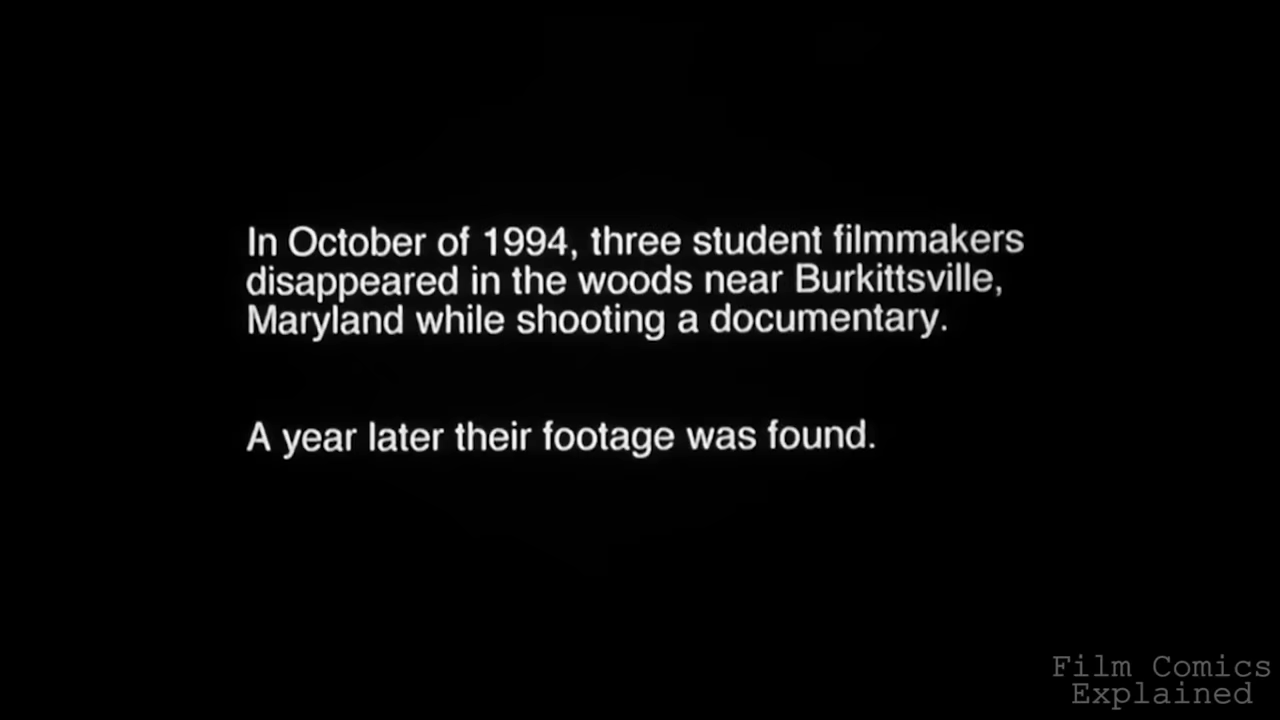 In October of 1994, three student filmmakers
disappeared in the woods near Burkittsville,
Maryland while shooting a documentary.
A year later their footage was found.
Film Comics
Explained